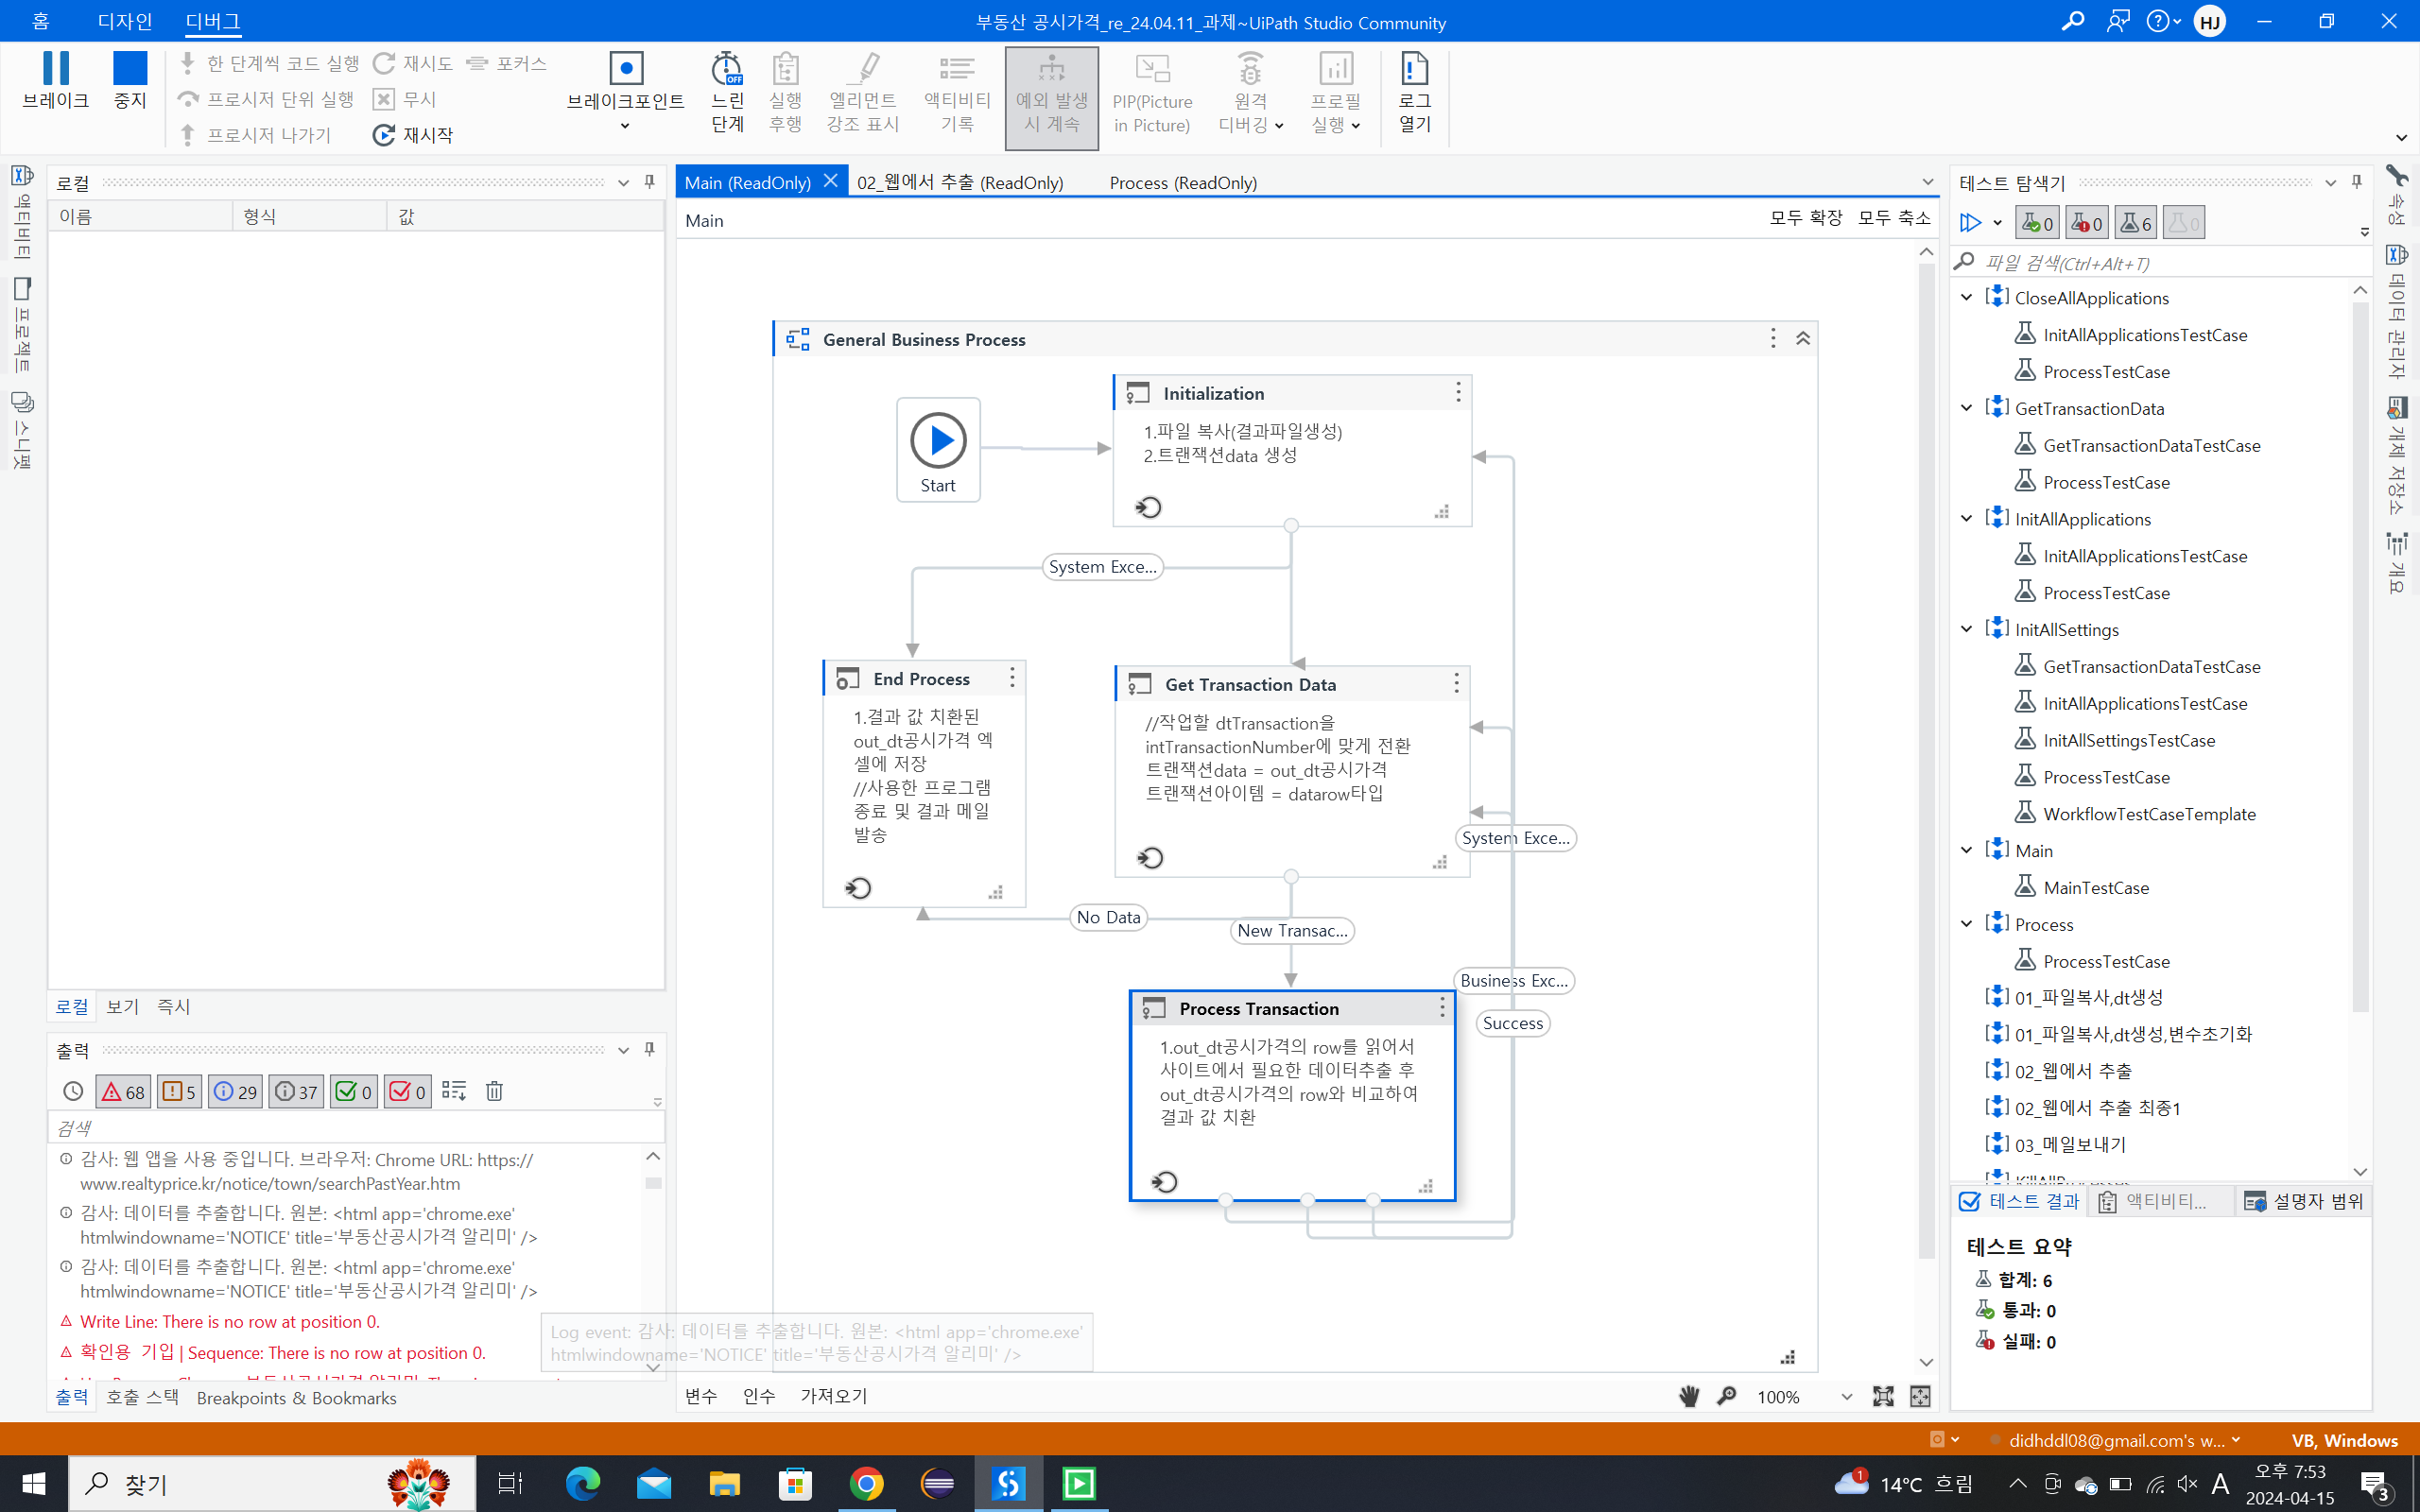 홈
디자인
디버그
부동산 공시가격_re_24.04.11_과제~UiPath Studio Community
HJ
브레이크
중지
한 단계씩 코드 실행
재시도
포커스
프로시저 단위 실행
무시
프로시저 나가기
재시작
브레이크포인트
느린
단계
OFF
실행
후행
엘리먼트
강조 표시
액티비티
기록
예외 발생
시 계속
PIP(Picture
in Picture)
원격
디버깅
프로필
실행
로그
열기
액티비티
프로젝트
스니펫
로컬
이름
형식
값
로컬
보기
즉시
출력
68
5
29
37
0
0
검색
감사: 웹 앱을 사용 중입니다. 브라우저: Chrome URL: https://
www.realtyprice.kr/notice/town/searchPastYear.htm
감사: 데이터를 추출합니다. 원본: <html app='chrome.exe'
htmlwindowname='NOTICE' title='부동산공시가격 알리미' />
감사: 데이터를 추출합니다. 원본: <html app='chrome.exe'
htmlwindowname='NOTICE' title='부동산공시가격 알리미' />
Write Line: There is no row at position 0.
확인용  기입 | Sequence: There is no row at position 0.
출력
호출 스택
Breakpoints & Bookmarks
Main (ReadOnly)
02_웹에서 추출 (ReadOnly)
Process (ReadOnly)
Main
모두 확장
모두 축소
General Business Process
Start
Initialization
1.파일 복사(결과파일생성)
2.트랜잭션data 생성
System Exce...
End Process
1.결과 값 치환된
out_dt공시가격 엑
셀에 저장
//사용한 프로그램
종료 및 결과 메일
발송
Get Transaction Data
//작업할 dtTransaction을
intTransactionNumber에 맞게 전환
트랜잭션data = out_dt공시가격
트랜잭션아이템 = datarow타입
System Exce...
No Data
New Transac...
Business Exc...
Success
Process Transaction
1.out_dt공시가격의 row를 읽어서
사이트에서 필요한 데이터추출 후
out_dt공시가격의 row와 비교하여
결과 값 치환
Log event: 감사: 데이터를 추출합니다. 원본: <html app='chrome.exe'
htmlwindowname='NOTICE' title='부동산공시가격 알리미' />
변수
인수
가져오기
100%
테스트 탐색기
0
0
6
0
파일 검색(Ctrl+Alt+T)
CloseAllApplications
InitAllApplicationsTestCase
ProcessTestCase
GetTransactionData
GetTransactionDataTestCase
ProcessTestCase
InitAllApplications
InitAllApplicationsTestCase
ProcessTestCase
InitAllSettings
GetTransactionDataTestCase
InitAllApplicationsTestCase
InitAllSettingsTestCase
ProcessTestCase
WorkflowTestCaseTemplate
Main
MainTestCase
Process
ProcessTestCase
01_파일복사,dt생성
01_파일복사,dt생성,변수초기화
02_웹에서 추출
02_웹에서 추출 최종1
03_메일보내기
테스트 결과
액티비티...
설명자 범위
테스트 요약
합계: 6
통과: 0
실패: 0
속성
데이터 관리자
개체 저장소
개요
didhddl08@gmail.com's w...
VB, Windows
찾기
1
14°C 흐림
A
오후 7:53
2024-04-15
3